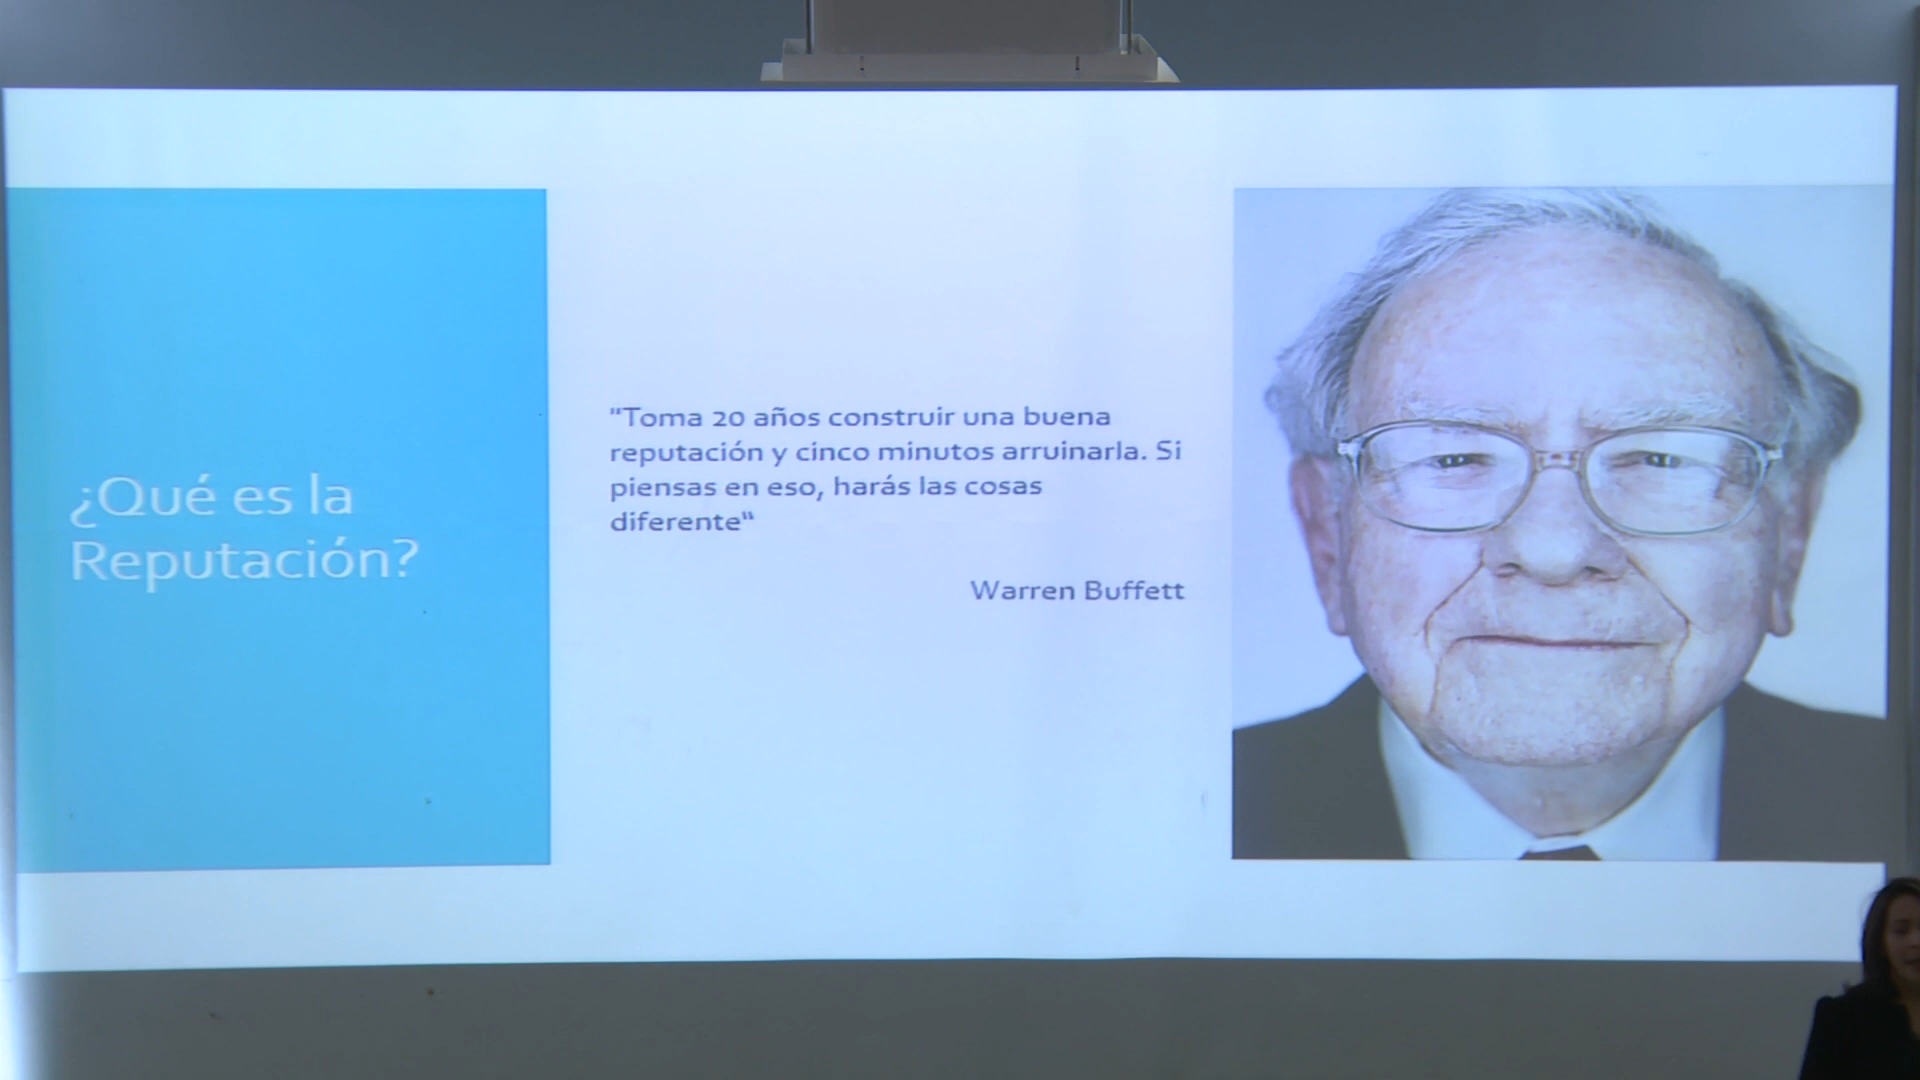 ¿Qué es la
Reputación?
"Toma 20 años construir una buena
reputación y cinco minutos arruinarla. Si
piensas en eso, harás las cosas
diferente"
Warren Buffett